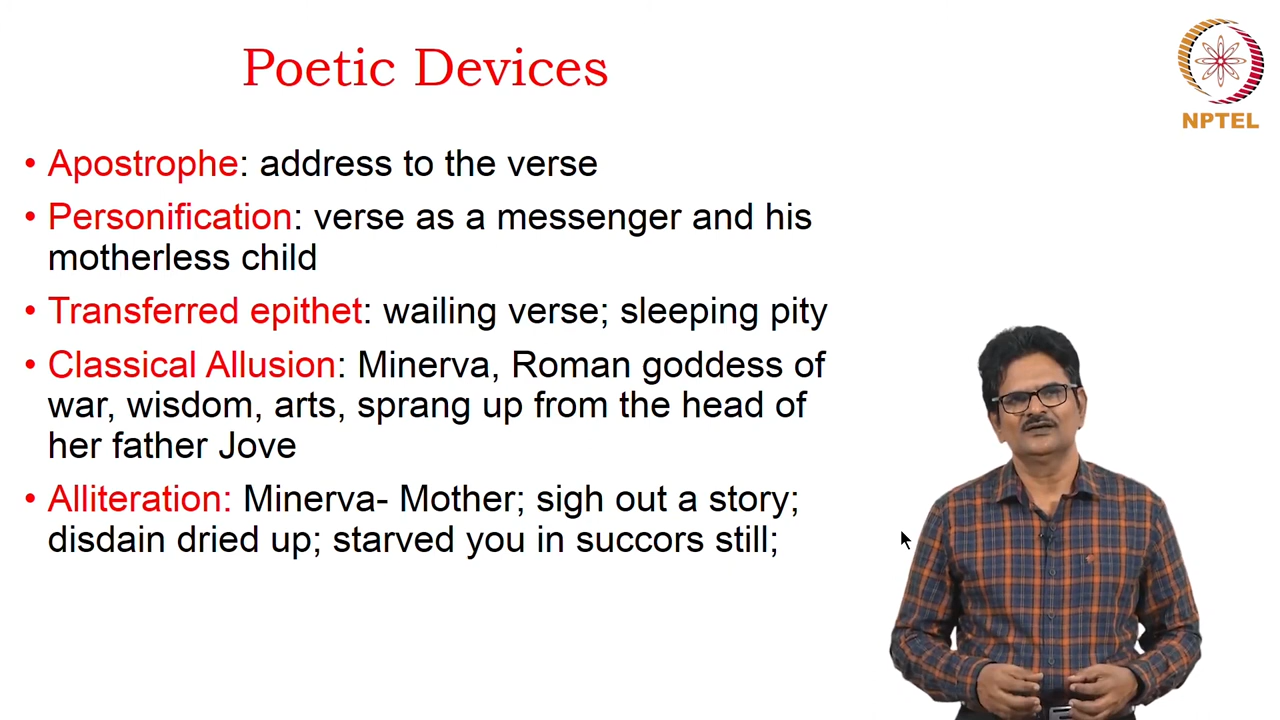 Poetic Devices
NPTEL
• Apostrophe: address to the verse
• Personification: verse as a messenger and his
motherless child
• Transferred epithet: wailing verse; sleeping pity
• Classical Allusion: Minerva, Roman goddess of
war, wisdom, arts, sprang up from the head of
her father Jove
• Alliteration: Minerva- Mother; sigh out a story;
disdain dried up; starved you in succors still;